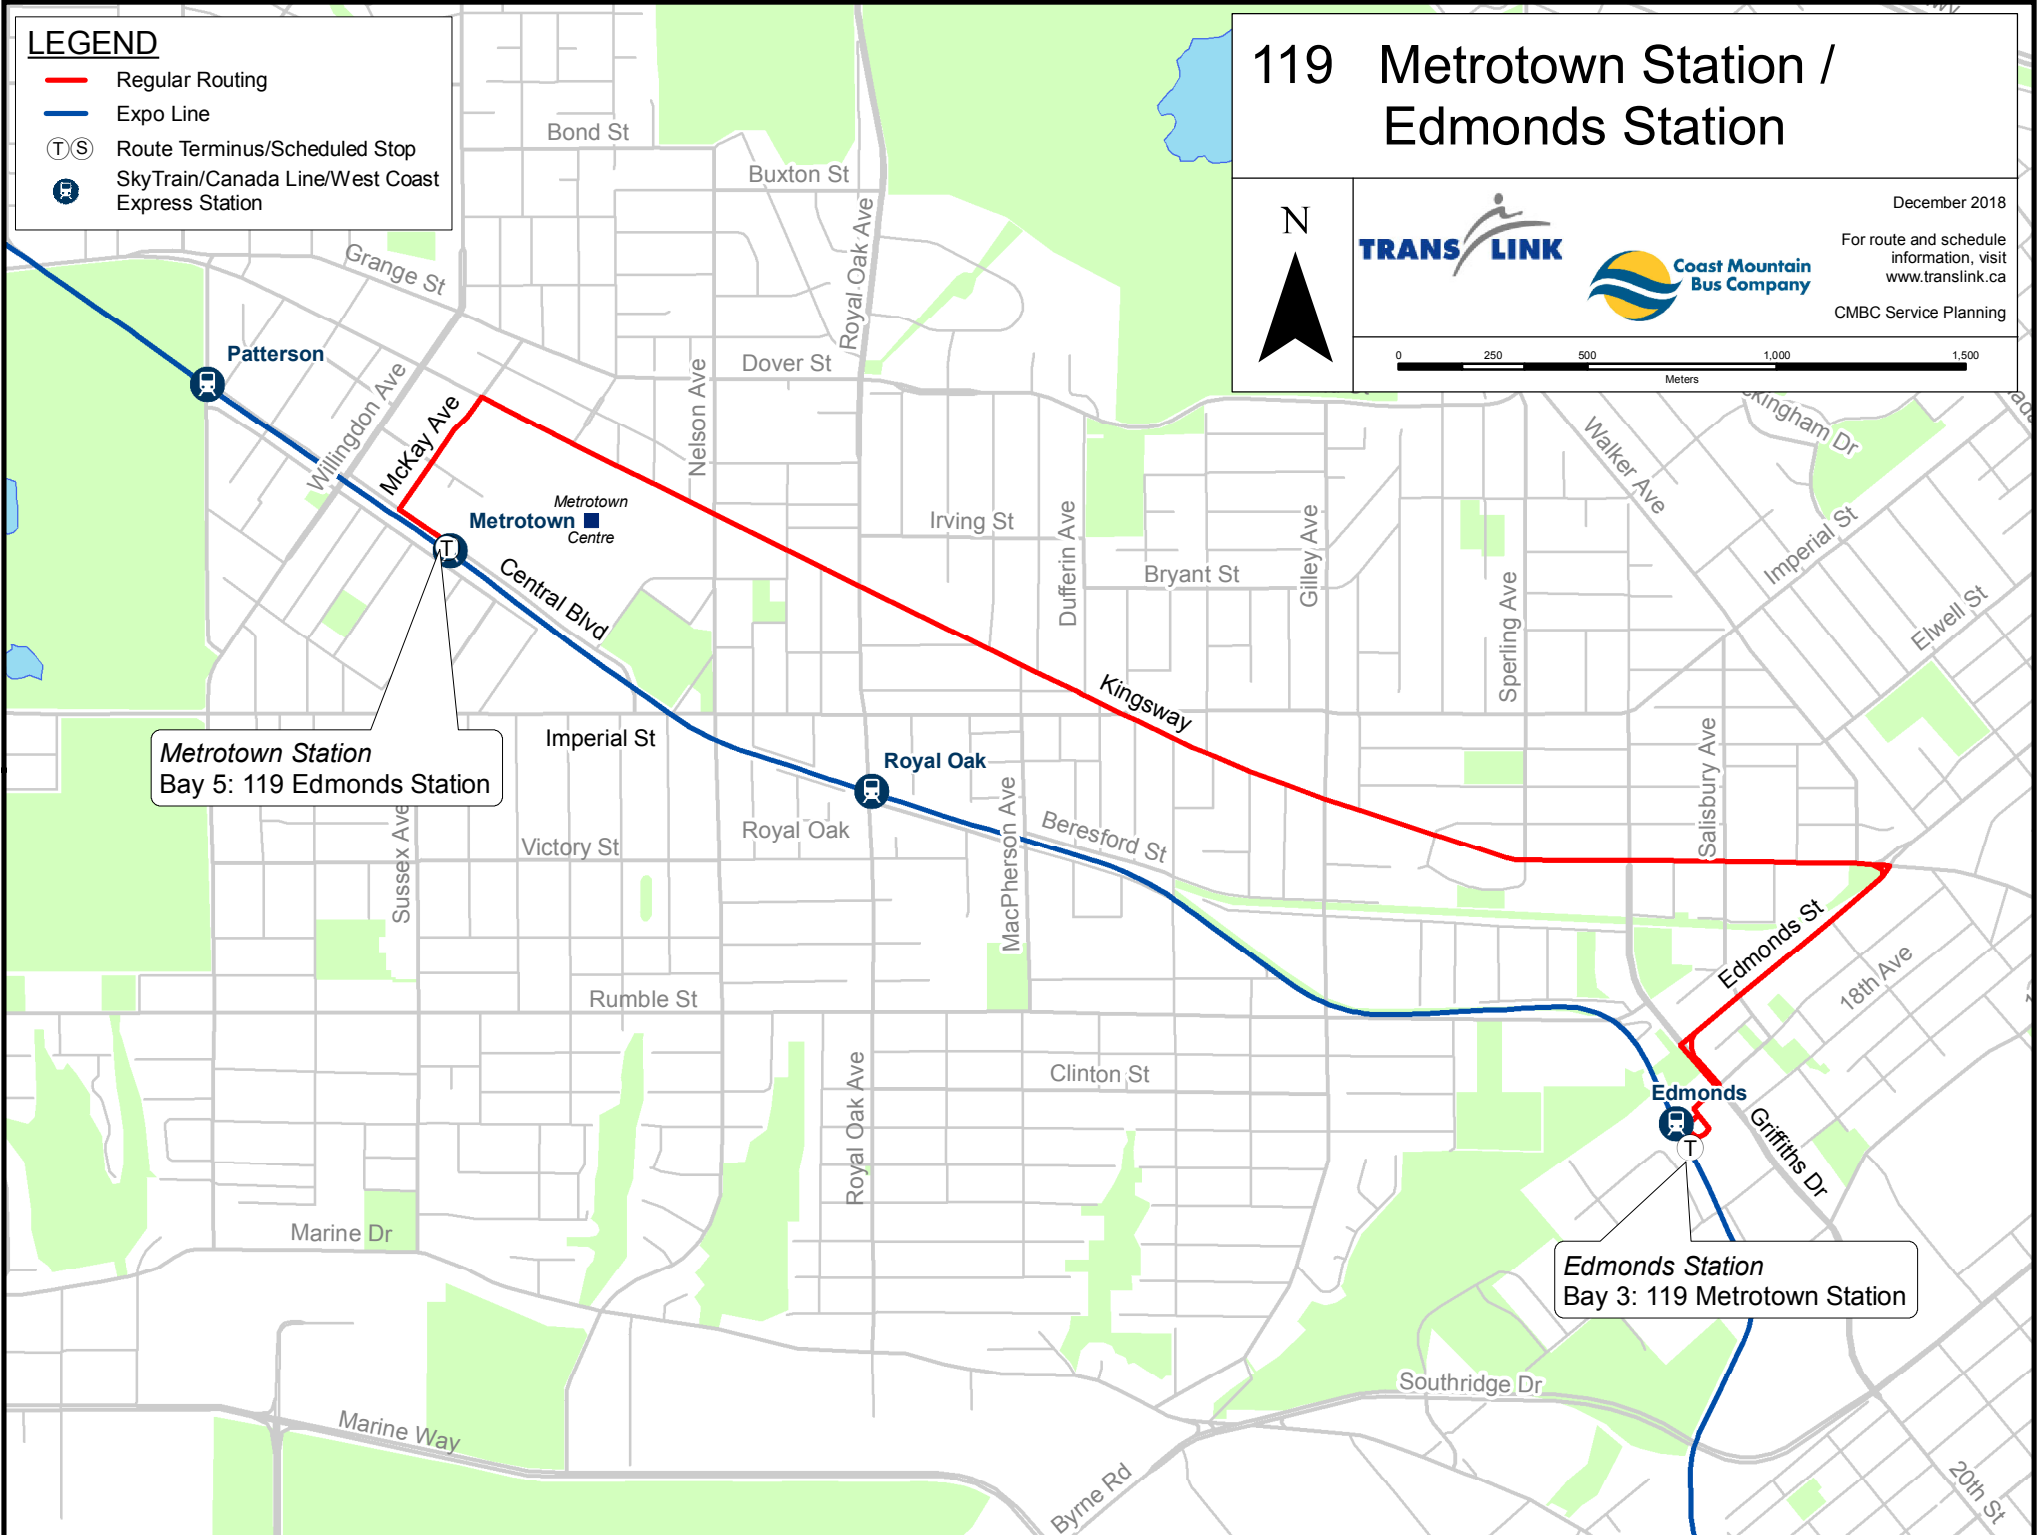 LEGEND
Regular Routing
Expo Line
T S Route Terminus/Scheduled Stop
SkyTrain/Canada Line/West Coast
Express Station
119 Metrotown Station /
Edmonds Station
N
TRANS LINK
Coast Mountain
Bus Company
December 2018
For route and schedule
information, visit
www.translink.ca
CMBC Service Planning
0 250 500 1,000 1,500
Meters
Bond St
Buxton St
Royal Oak Ave
Grange St
Patterson
Willingdon Ave
McKay Ave
Nelson Ave
Dover St
Walker Ave
Metrotown
Metrotown
Centre
T
Irving St
Dufferin Ave
Bryant St
Gilley Ave
Sperling Ave
Imperial St
Elwell St
Central Blvd
Kingsway
Metrotown Station
Bay 5: 119 Edmonds Station
Imperial St
Royal Oak
Salisbury Ave
Sussex Ave
Victory St
Royal Oak
MacPherson Ave
Beresford St
Edmonds St
18th Ave
Rumble St
Royal Oak Ave
Clinton St
Edmonds
T
Griffiths Dr
Marine Dr
Edmonds Station
Bay 3: 119 Metrotown Station
Southridge Dr
Marine Way
Byrne Rd
20th St